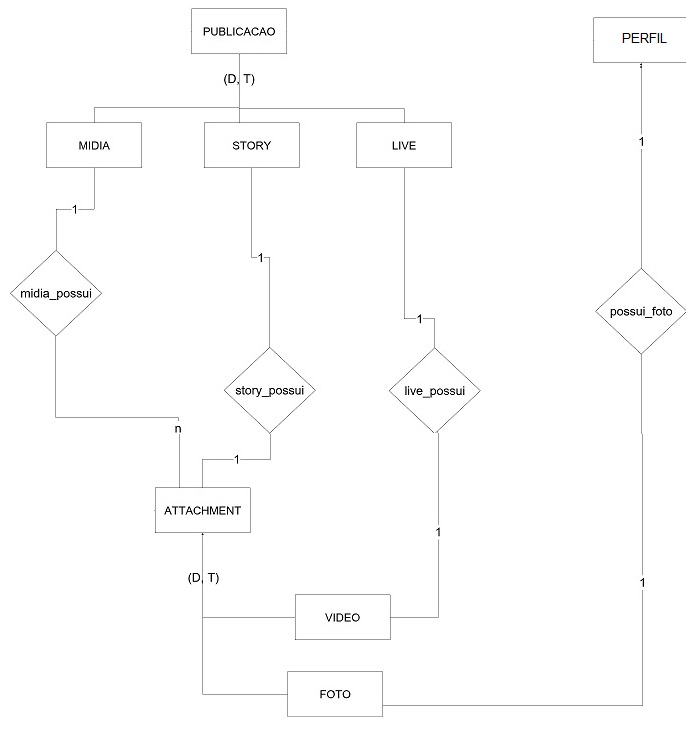 PUBLICACAO
PERFIL
(D, T)
MIDIA
STORY
LIVE
1
1
1
midia_possui
possui_foto
1
story_possui
live_possui
n
1
ATTACHMENT
1
(D, T)
1
VIDEO
FOTO